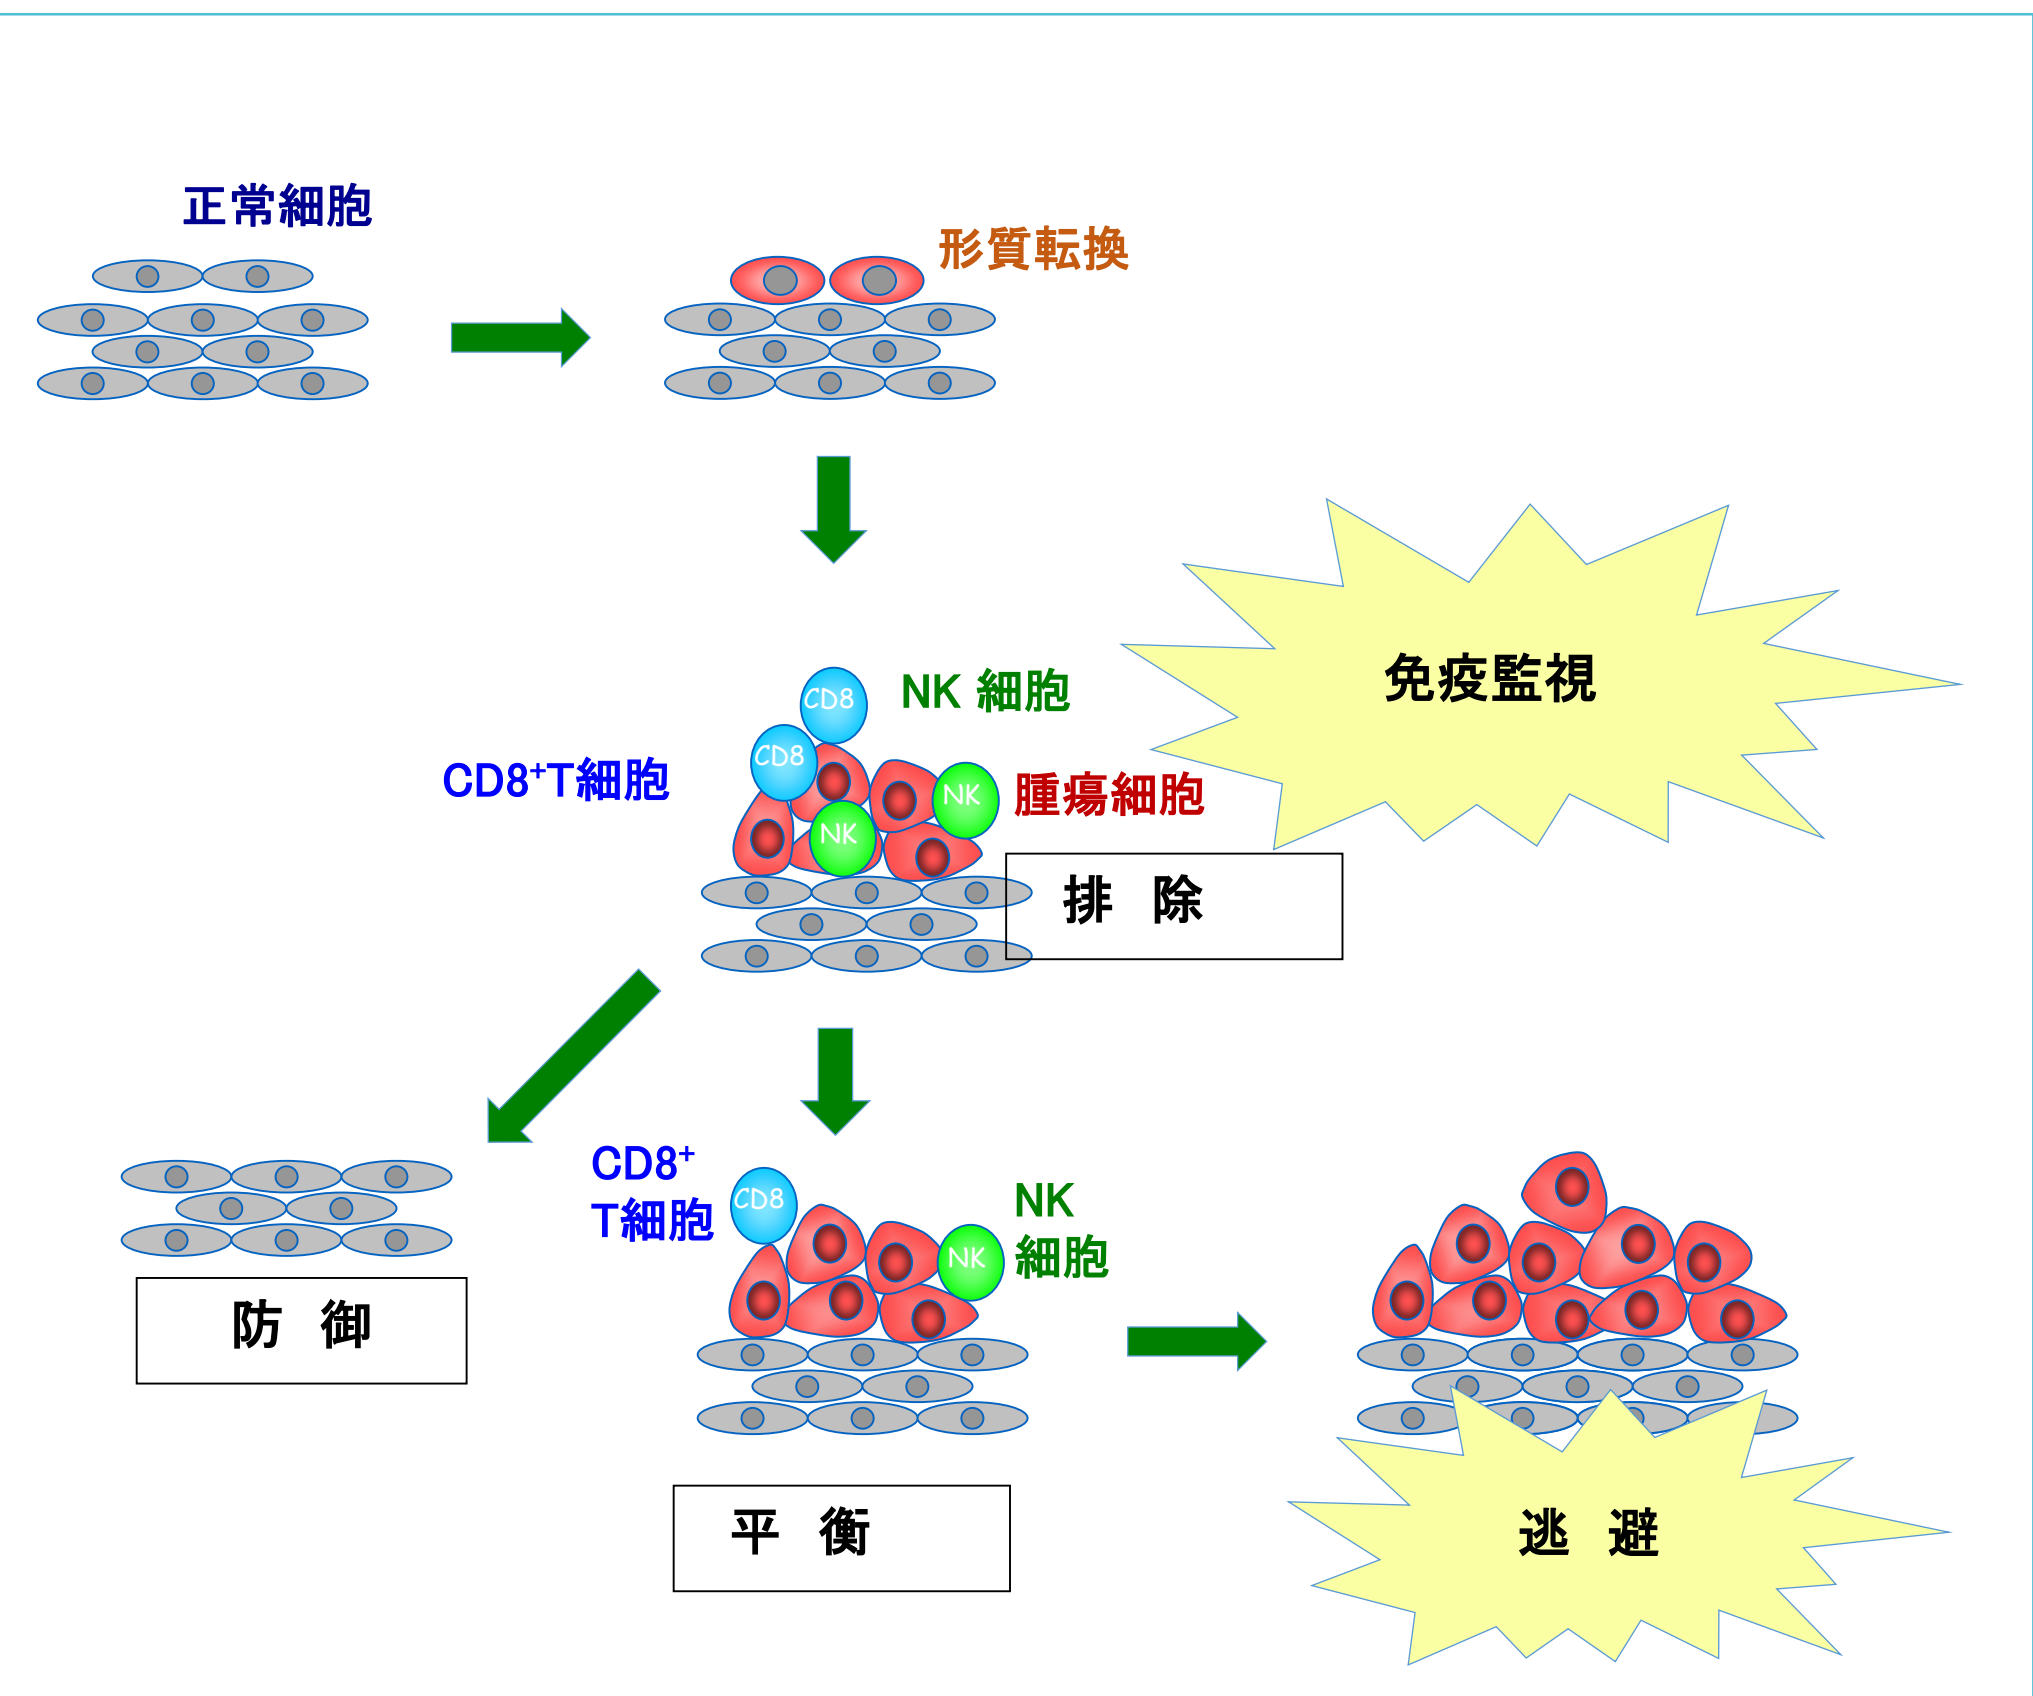 正常細胞
形質転換
免疫監視
CD8
NK 細胞
CD8
CD8⁺T細胞
NK
腫瘍細胞
NK
排 除
CD8⁺
T細胞
CD8
NK
細胞
NK
防 御
平 衡
逃 避